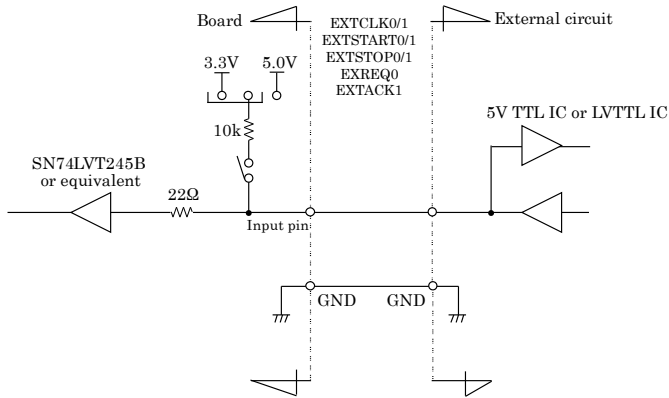 Board
EXTCLK0/1
EXTSTART0/1
EXTSTOP0/1
EXREQ0
EXTACK1
External circuit
3.3V
5.0V
10k
5V TTL IC or LVTTL IC
SN74LVT245B
or equivalent
22Ω
Input pin
GND
GND